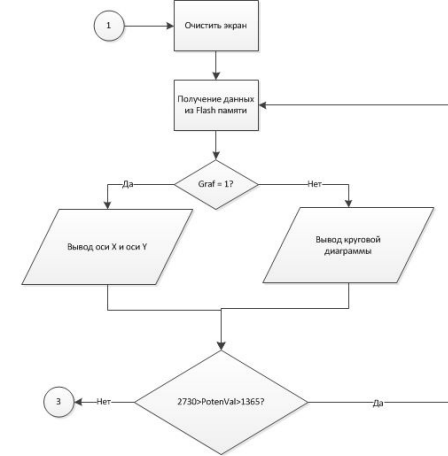 1
Очистить экран
Получение данных
из Flash памяти
Graf = 1?
Да
Нет
Вывод оси X и оси Y
Вывод круговой
диаграммы
2730>PotenVal>1365?
Нет
3
Да